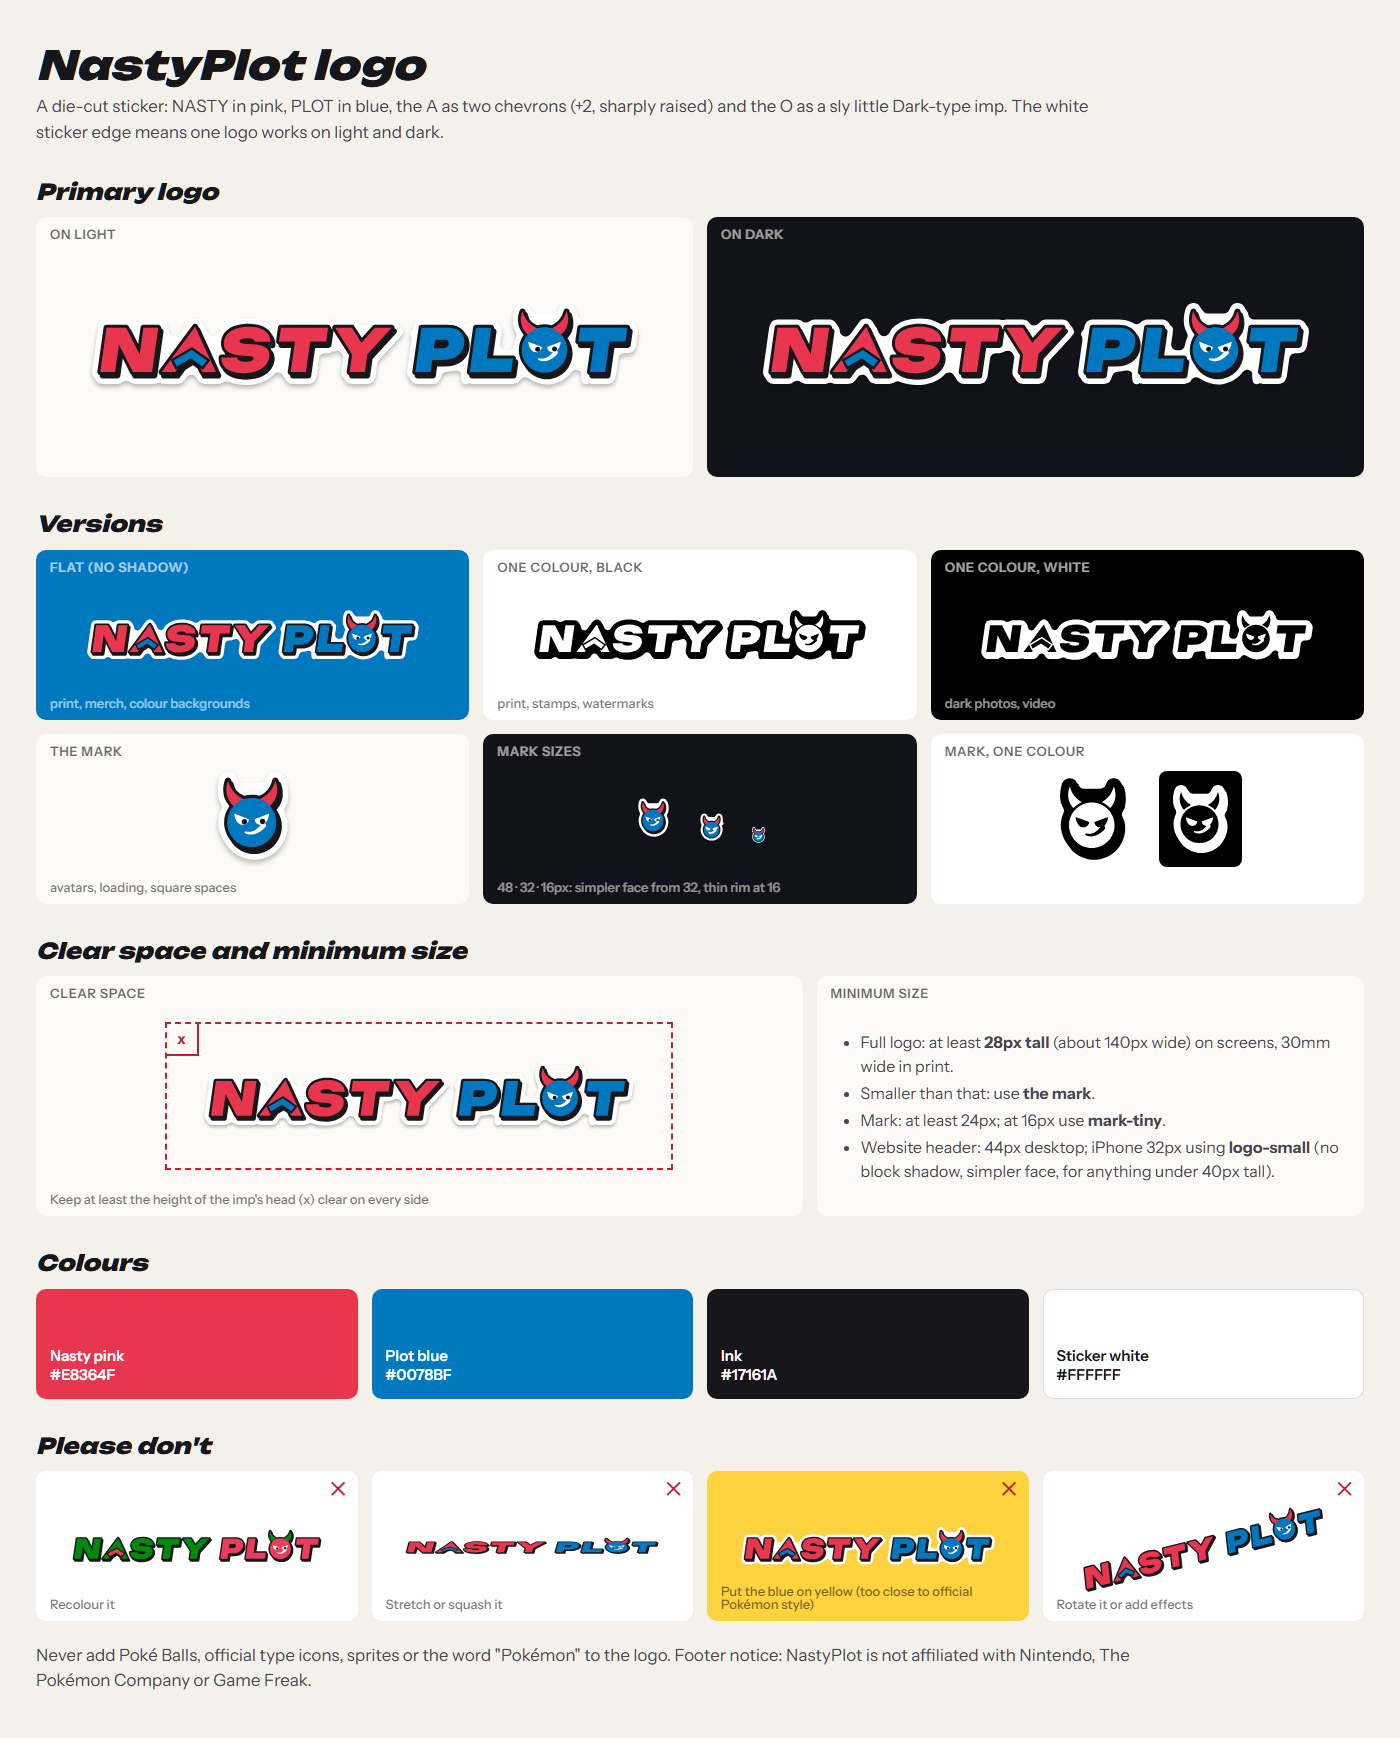 NastyPlot logo
A die-cut sticker: NASTY in pink, PLOT in blue, the A as two chevrons (+2, sharply raised) and the O as a sly little Dark-type imp. The white
sticker edge means one logo works on light and dark.
Primary logo
ON LIGHT
NASTY PLOT
ON DARK
NASTY PLOT
Versions
FLAT (NO SHADOW)
NASTY PLOT
print, merch, colour backgrounds
ONE COLOUR, BLACK
NASTY PLOT
print, stamps, watermarks
ONE COLOUR, WHITE
NASTY PLOT
dark photos, video
THE MARK
avatars, loading, square spaces
MARK SIZES
48·32·16px: simpler face from 32, thin rim at 16
MARK, ONE COLOUR
Clear space and minimum size
CLEAR SPACE
x
NASTY PLOT
Keep at least the height of the imp's head (x) clear on every side
MINIMUM SIZE
• Full logo: at least 28px tall (about 140px wide) on screens, 30mm
wide in print.
• Smaller than that: use the mark.
• Mark: at least 24px; at 16px use mark-tiny.
• Website header: 44px desktop; iPhone 32px using logo-small (no
block shadow, simpler face, for anything under 40px tall).
Colours
Nasty pink
#E8364F
Plot blue
#0078BF
Ink
#17161A
Sticker white
#FFFFFF
Please don't
NASTY PLOT
Recolour it
NASTY PLOT
Stretch or squash it
NASTY PLOT
Put the blue on yellow (too close to official
Pokémon style)
NASTY PLOT
Rotate it or add effects
Never add Poké Balls, official type icons, sprites or the word "Pokémon" to the logo. Footer notice: NastyPlot is not affiliated with Nintendo, The
Pokémon Company or Game Freak.